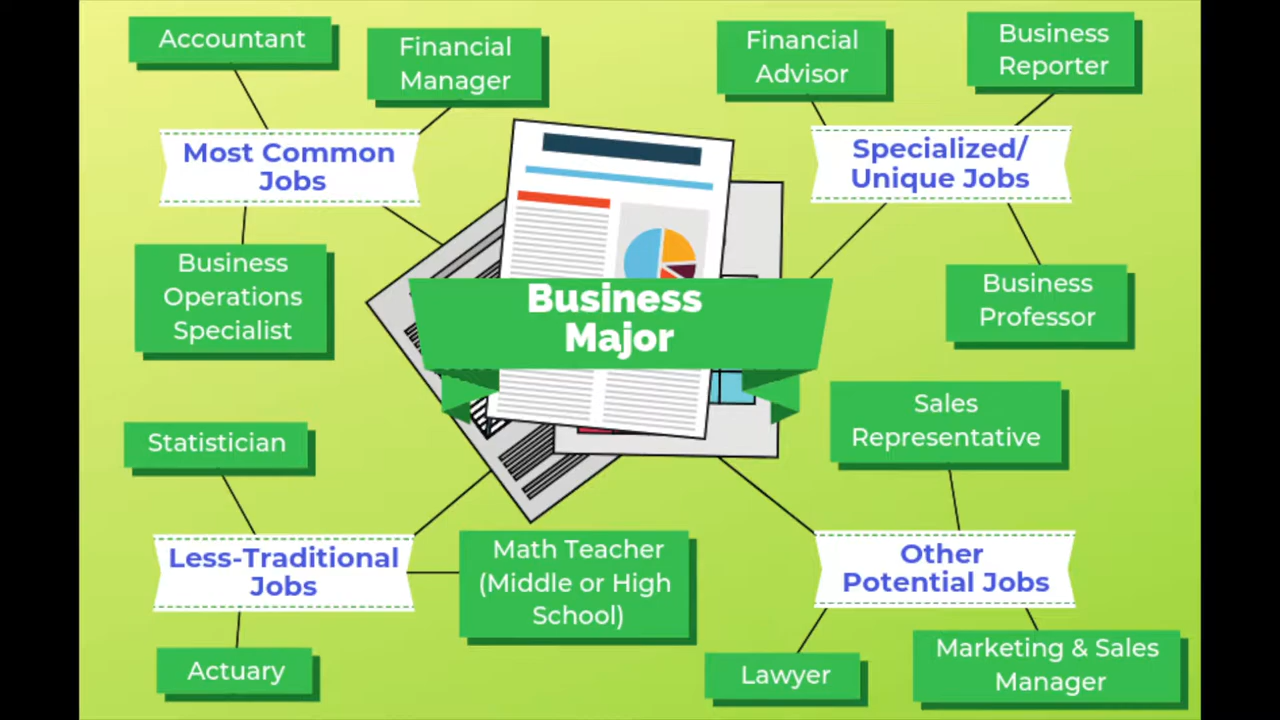 Accountant
Financial
Manager
Financial
Advisor
Business
Reporter
Most Common
Jobs
Specialized/
Unique Jobs
Business
Operations
Specialist
Business
Major
Business
Professor
Statistician
Sales
Representative
Less-Traditional
Jobs
Math Teacher
(Middle or High
School)
Other
Potential Jobs
Actuary
Lawyer
Marketing & Sales
Manager